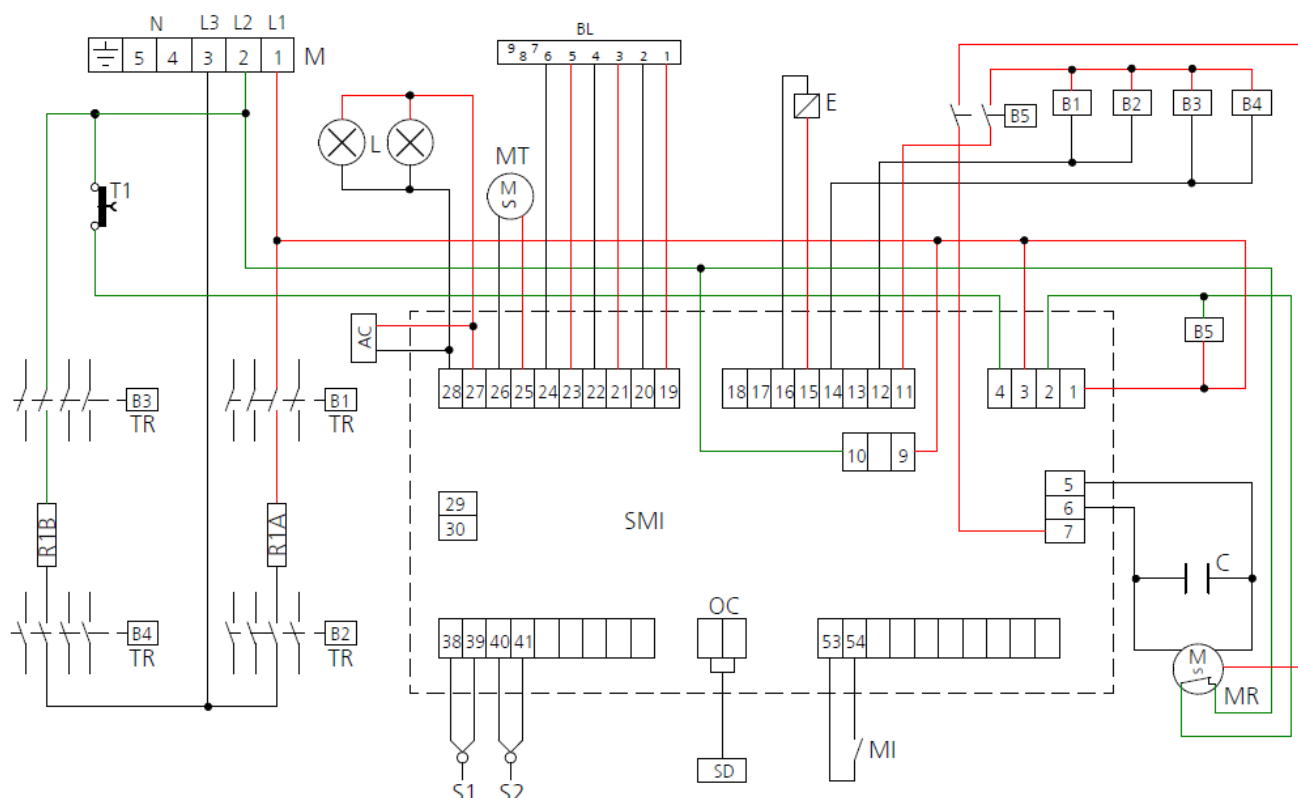 N L3 L2 L1
5 4 3 2 1 M
BL
9 8 7 6 5 4 3 2 1
E
B5
B1 B2 B3 B4
L
MT
M S
T1
AC
28 27 26 25 24 23 22 21 20 19
18 17 16 15 14 13 12 11
4 3 2 1
B5
B3
TR
B1
TR
10 9
5
6
7
29
30
SMI
R1B
R1A
C
B4
TR
B2
TR
OC
38 39 40 41
53 54
M S
MR
MI
SD
S1 S2